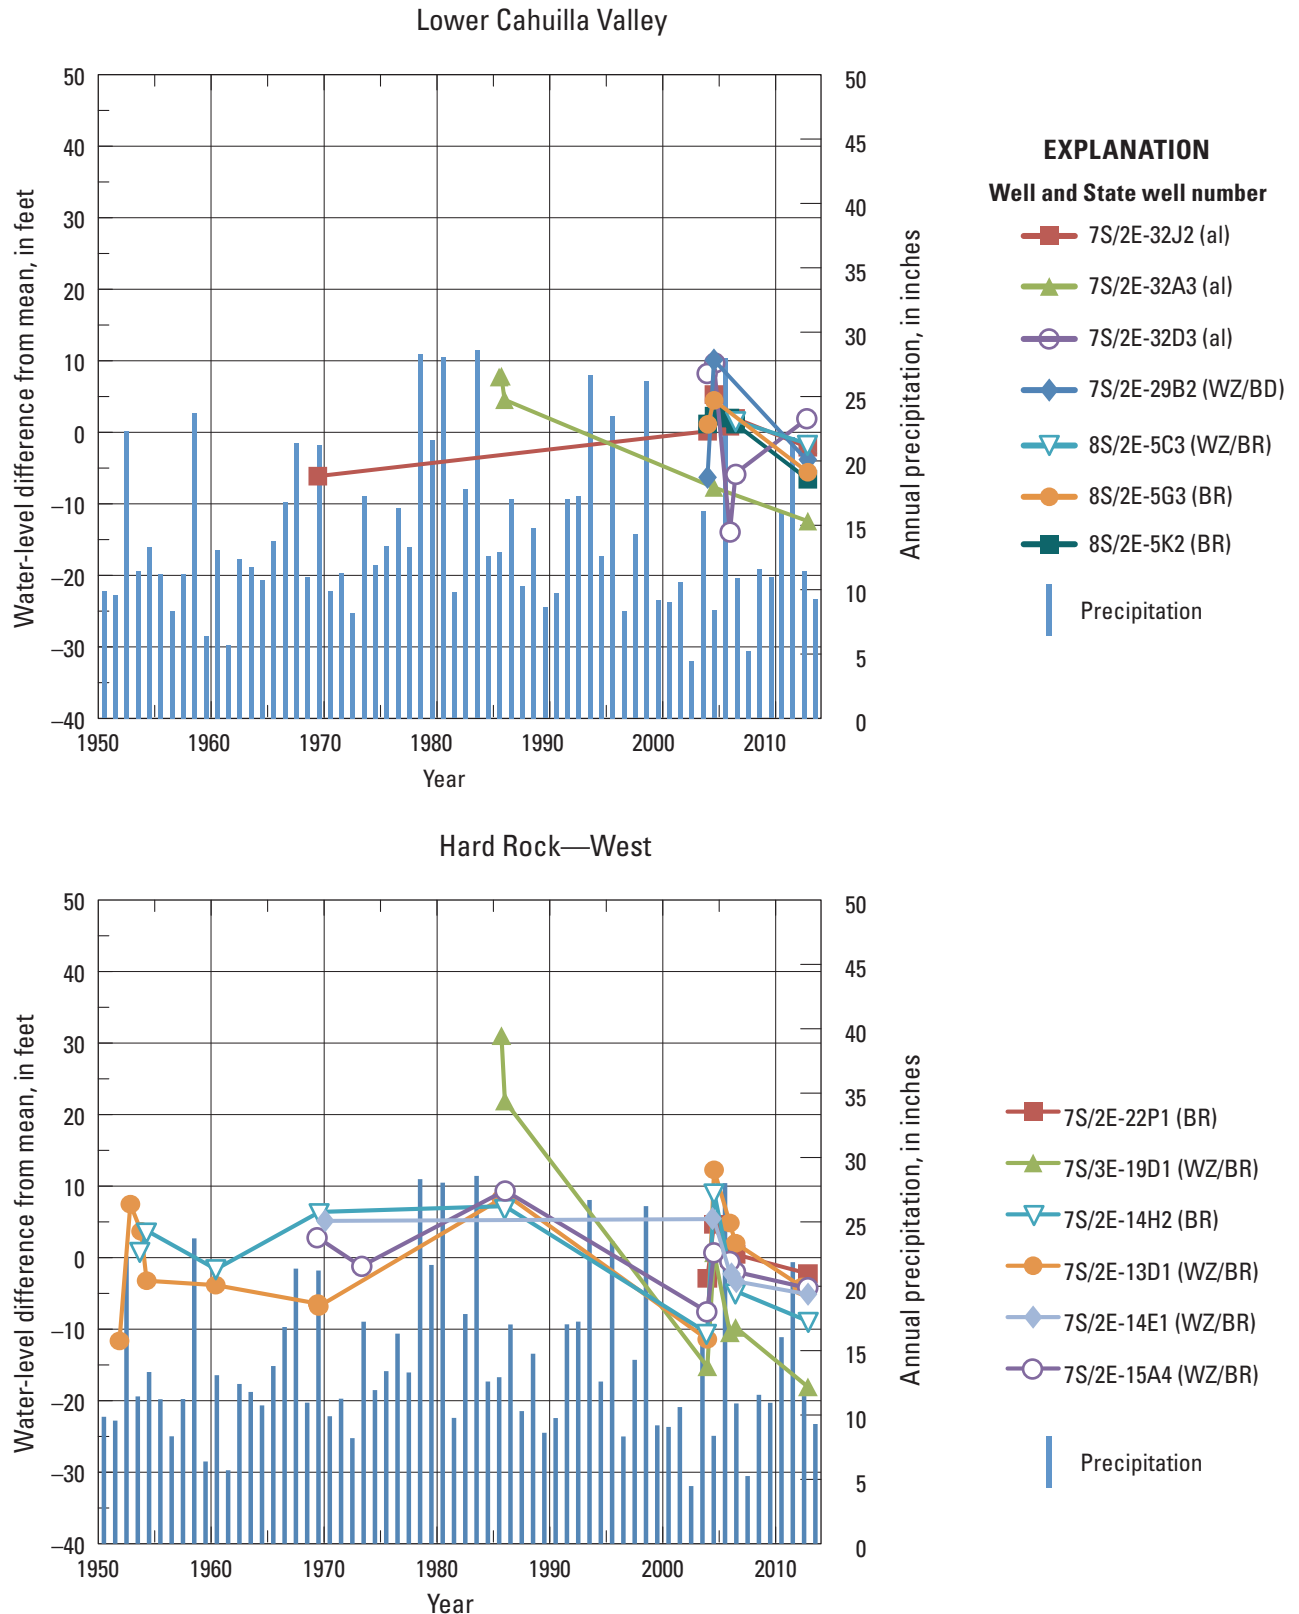 Lower Cahuilla Valley
Water-level difference from mean, in feet
50
40
30
20
10
0
–10
–20
–30
–40
1950
1960
1970
1980
1990
2000
2010
Year
50
45
40
35
30
25
20
15
10
5
0
Annual precipitation, in inches
EXPLANATION
Well and State well number
7S/2E-32J2 (al)
7S/2E-32A3 (al)
7S/2E-32D3 (al)
7S/2E-29B2 (WZ/BD)
8S/2E-5C3 (WZ/BR)
8S/2E-5G3 (BR)
8S/2E-5K2 (BR)
Precipitation
Hard Rock—West
Water-level difference from mean, in feet
50
40
30
20
10
0
–10
–20
–30
–40
1950
1960
1970
1980
1990
2000
2010
Year
50
45
40
35
30
25
20
15
10
5
0
Annual precipitation, in inches
7S/2E-22P1 (BR)
7S/3E-19D1 (WZ/BR)
7S/2E-14H2 (BR)
7S/2E-13D1 (WZ/BR)
7S/2E-14E1 (WZ/BR)
7S/2E-15A4 (WZ/BR)
Precipitation